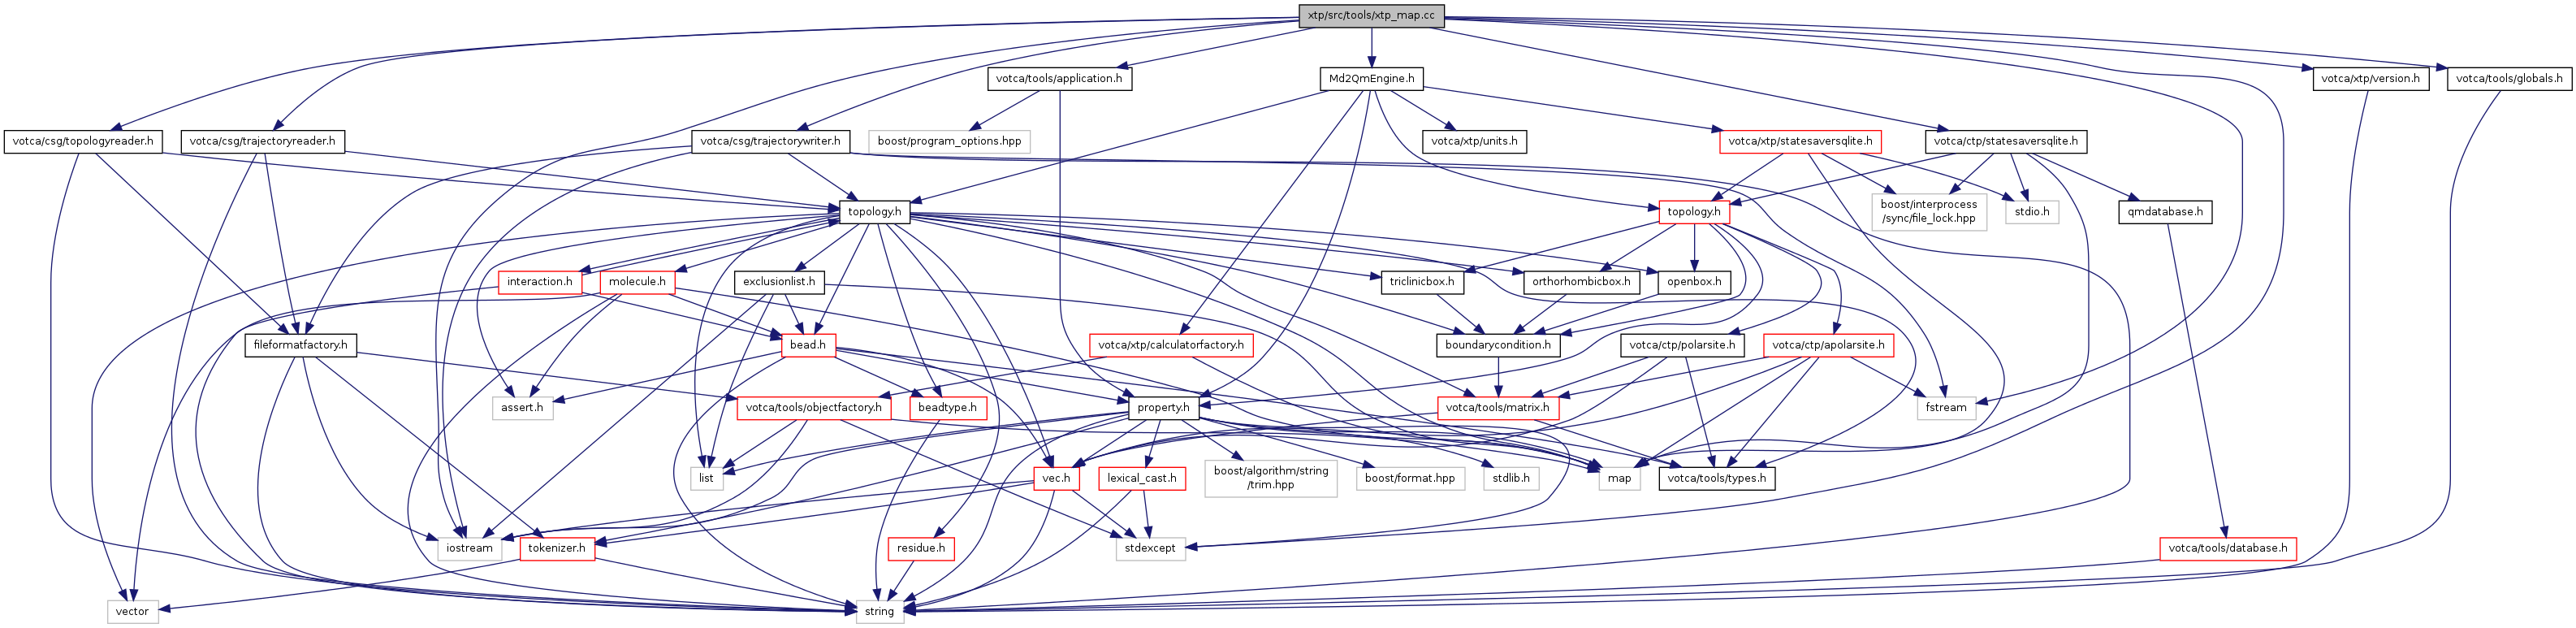 xtp/src/tools/xtp_map.cc
votca/tools/application.h
Md2QmEngine.h
votca/xtp/version.h
votca/tools/globals.h
votca/csg/topologyreader.h
votca/csg/trajectoryreader.h
votca/csg/trajectorywriter.h
boost/program_options.hpp
votca/xtp/units.h
votca/xtp/statesaversqlite.h
votca/ctp/statesaversqlite.h
topology.h
topology.h
boost/interprocess
/sync/file_lock.hpp
stdio.h
qmdatabase.h
interaction.h
molecule.h
exclusionlist.h
triclinicbox.h
orthorhombicbox.h
openbox.h
fileformatfactory.h
bead.h
votca/xtp/calculatorfactory.h
boundarycondition.h
votca/ctp/polarsite.h
votca/ctp/apolarsite.h
assert.h
votca/tools/objectfactory.h
beadtype.h
property.h
votca/tools/matrix.h
fstream
list
vec.h
lexical_cast.h
boost/algorithm/string
/trim.hpp
boost/format.hpp
stdlib.h
map
votca/tools/types.h
iostream
tokenizer.h
residue.h
stdexcept
votca/tools/database.h
vector
string